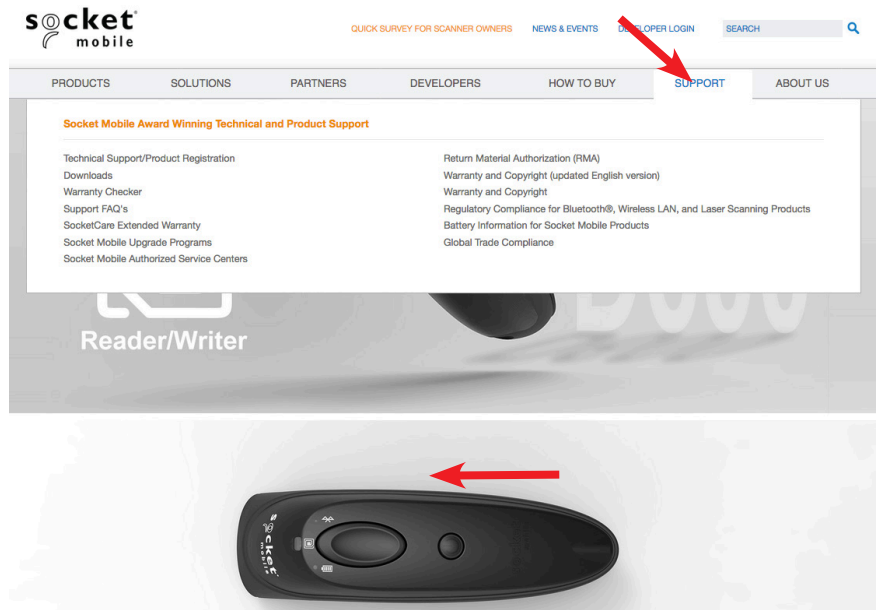 socket
mobile
QUICK SURVEY FOR SCANNER OWNERS NEWS & EVENTS DEVELOPER LOGIN SEARCH
PRODUCTS SOLUTIONS PARTNERS DEVELOPERS HOW TO BUY SUPPORT ABOUT US
Socket Mobile Award Winning Technical and Product Support
Technical Support/Product Registration
Downloads
Warranty Checker
Support FAQ's
SocketCare Extended Warranty
Socket Mobile Upgrade Programs
Socket Mobile Authorized Service Centers
Return Material Authorization (RMA)
Warranty and Copyright (updated English version)
Warranty and Copyright
Regulatory Compliance for Bluetooth®, Wireless LAN, and Laser Scanning Products
Battery Information for Socket Mobile Products
Global Trade Compliance
Reader/Writer
socket
mobile